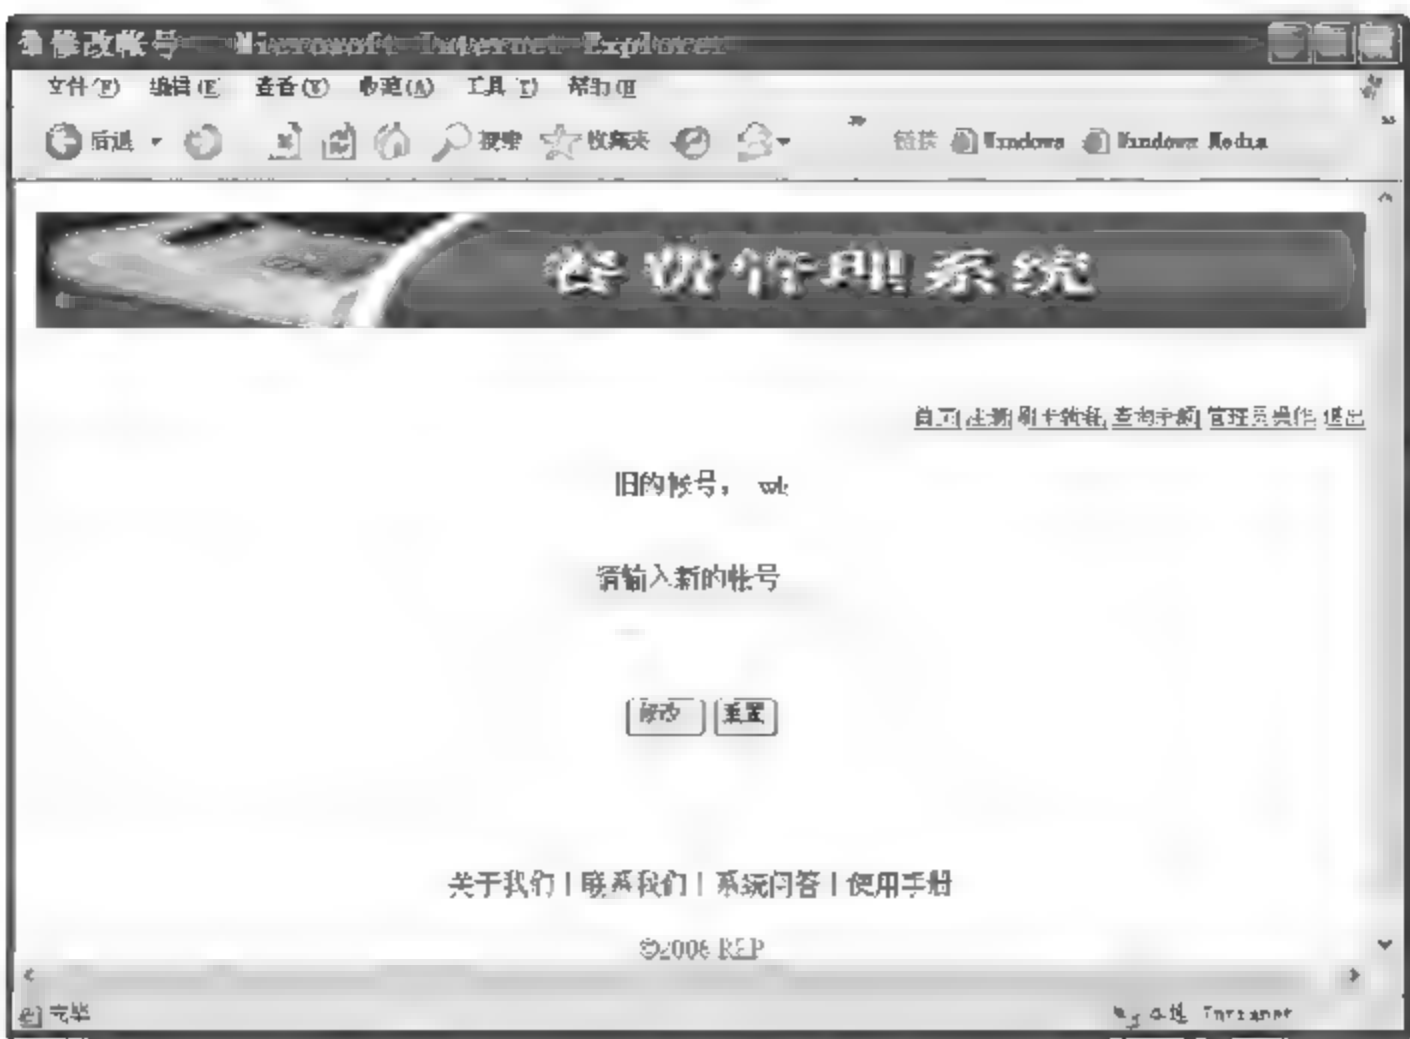 修改帐号 - Microsoft Internet Explorer
文件(F) 编辑(E) 查看(V) 收藏(A) 工具(T) 帮助(H
后退 搜索 收藏夹 链接 Windows Windows Media
餐费管理系统
首页| 注册| 刷卡转移| 查询余额| 管理员操作 退出
旧的帐号: wh
请输入新的帐号
修改 重置
关于我们 | 联系我们 | 系统问答 | 使用手册
©2006 REP
完毕 本地 Intranet